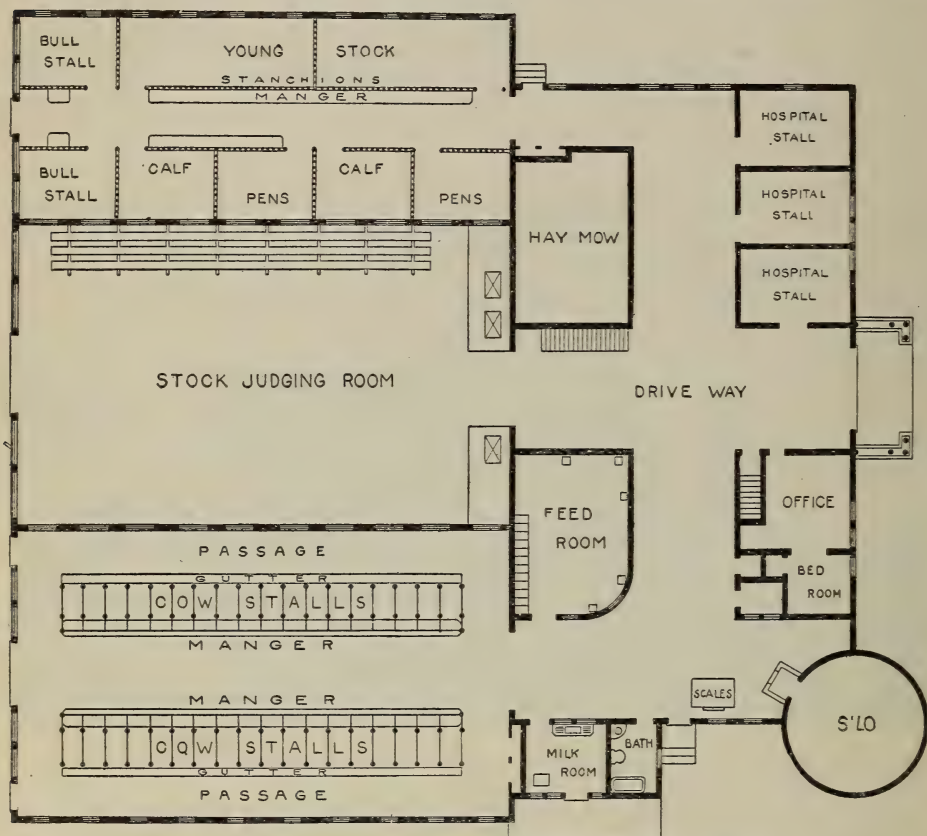 BULL
STALL
YOUNG STOCK
STANCHIONS
MANGER
HOSPITAL
STALL
BULL
STALL
CALF
PENS
CALF
PENS
HAY MOW
HOSPITAL
STALL
HOSPITAL
STALL
STOCK JUDGING ROOM
DRIVE WAY
FEED
ROOM
OFFICE
BED
ROOM
PASSAGE
GUTTER
COW STALLS
MANGER
MANGER
COW STALLS
GUTTER
PASSAGE
SCALES
S'LO
MILK
ROOM
BATH